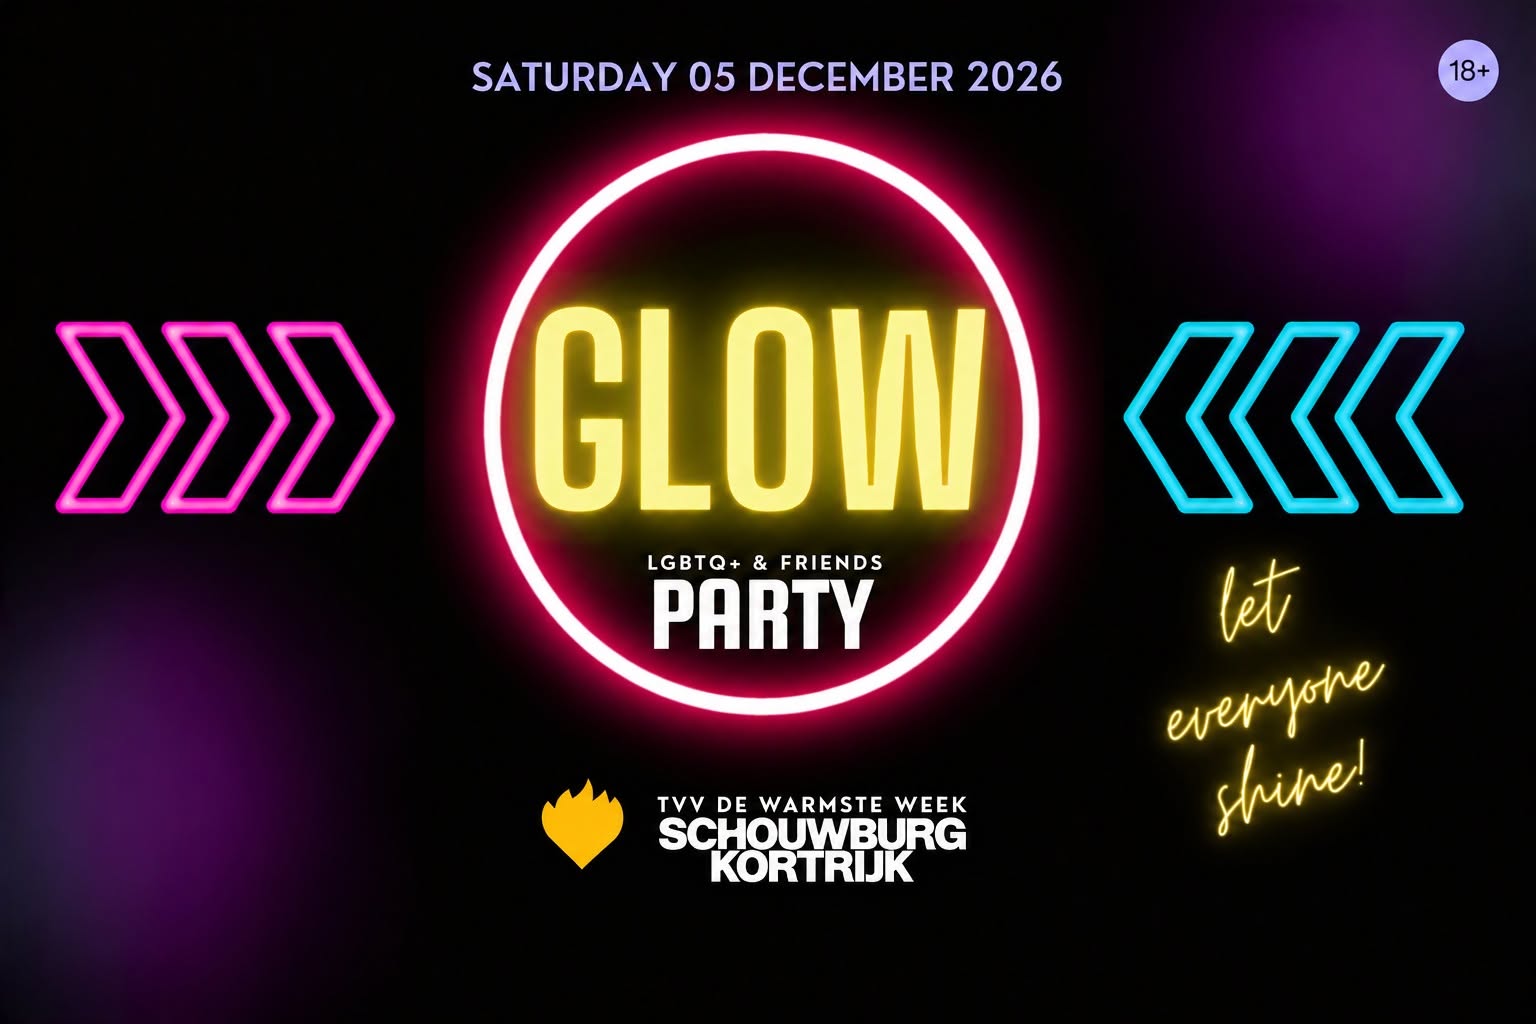 SATURDAY 05 DECEMBER 2026
18+
GLOW
LGBTQ+ & FRIENDS
PARTY
let
everyone
shine!
TVV DE WARMSTE WEEK
SCHOUWBURG
KORTRIJK